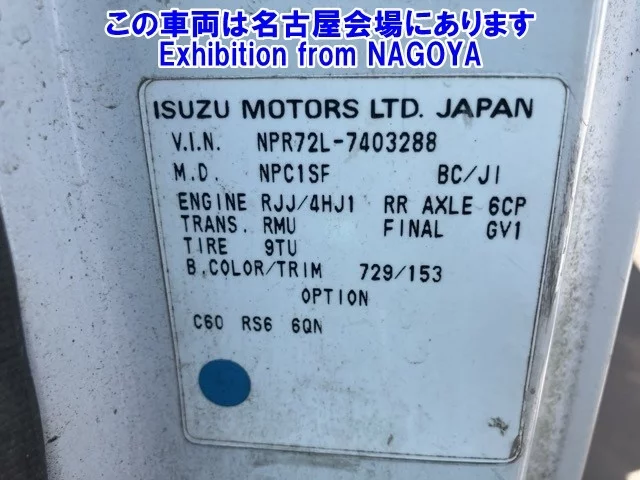 この車両は名古屋会場にあります
Exhibition from NAGOYA
ISUZU MOTORS LTD. JAPAN
V.I.N. NPR72L-7403288
M.D. NPC1SF BC/JI
ENGINE RJJ/4HJ1 RR AXLE 6CP
TRANS. RMU FINAL GV1
TIRE 9TU
B.COLOR/TRIM 729/153
OPTION
C60 RS6 6QN